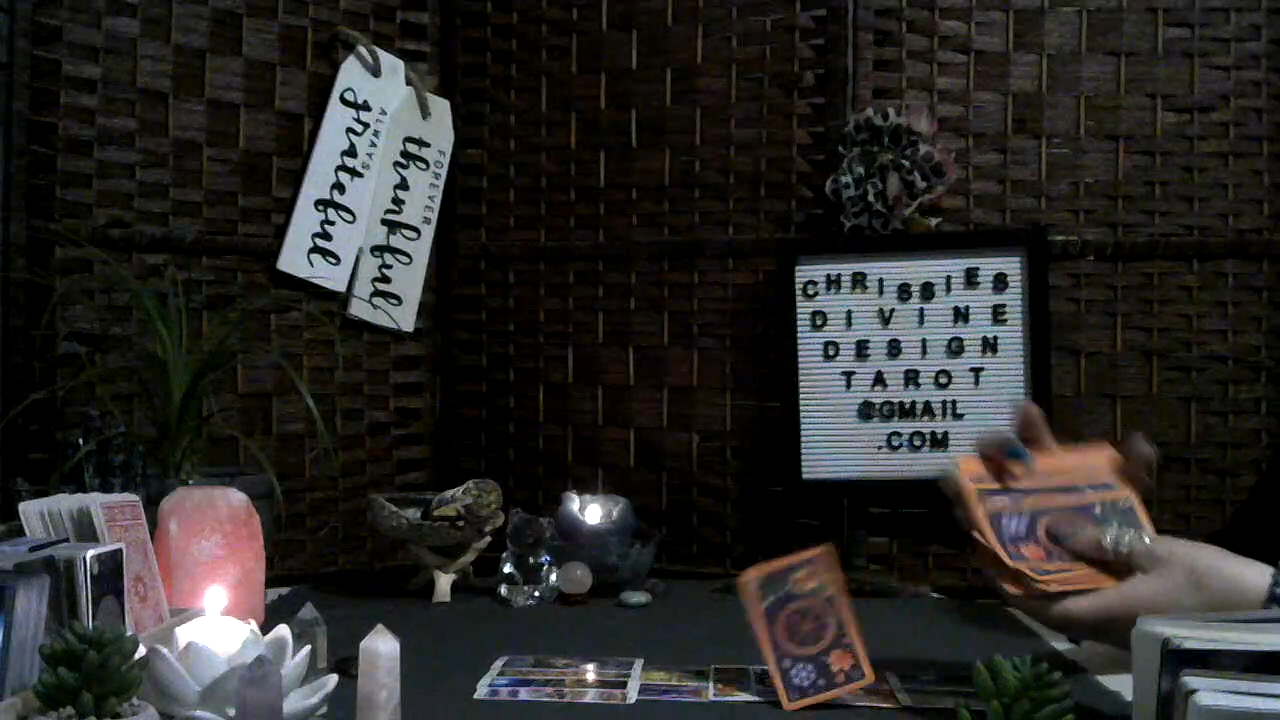 ALWAYS
grateful
FOREVER
thankful
CHRISSIES
DIVINE
DESIGN
TAROT
@GMAIL
.COM